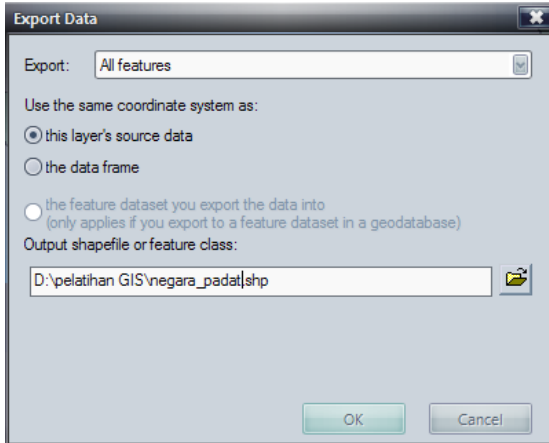 Export Data
Export: All features
Use the same coordinate system as:
this layer's source data
the data frame
the feature dataset you export the data into
(only applies if you export to a feature dataset in a geodatabase)
Output shapefile or feature class:
D:\pelatihan GIS\negara_padat.shp
OK Cancel